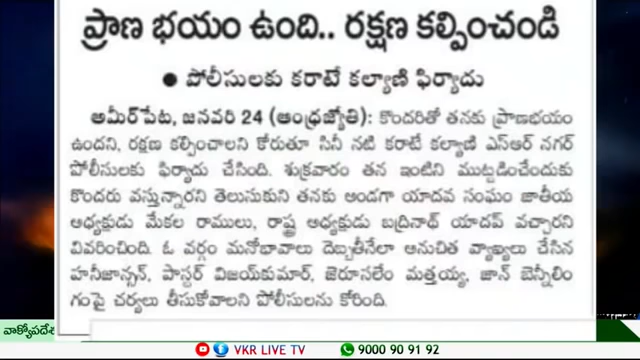 ప్రాణ భయం ఉంది.. రక్షణ కల్పించండి
● పోలీసులకు కరాటే కల్యాణి ఫిర్యాదు
అమీర్‌పేట, జనవరి 24 (ఆంధ్రజ్యోతి): కొందరితో తనకు ప్రాణభయం
ఉందని, రక్షణ కల్పించాలని కోరుతూ సినీ నటి కరాటే కల్యాణి ఎస్ఆర్ నగర్
పోలీసులకు ఫిర్యాదు చేసింది. శుక్రవారం తన ఇంటిని ముట్టడించేందుకు
కొందరు వస్తున్నారని తెలుసుకుని తనకు అండగా యాదవ సంఘం జాతీయ
అధ్యక్షుడు మేకల రాములు, రాష్ట్ర అధ్యక్షుడు బద్రినాథ్ యాదవ్ వచ్చారని
వివరించింది. ఓ వర్గం మనోభావాలు దెబ్బతీనేలా అనుచిత వ్యాఖ్యలు చేసిన
హనీజాన్సన్, పాస్టర్ విజయ్‌కుమార్, జెరూసలేం మత్తయ్య, జాన్ బెన్నీలిం
గంపై చర్యలు తీసుకోవాలని పోలీసులను కోరింది.
వాక్యోపదేశ
VKR LIVE TV 9000 90 91 92